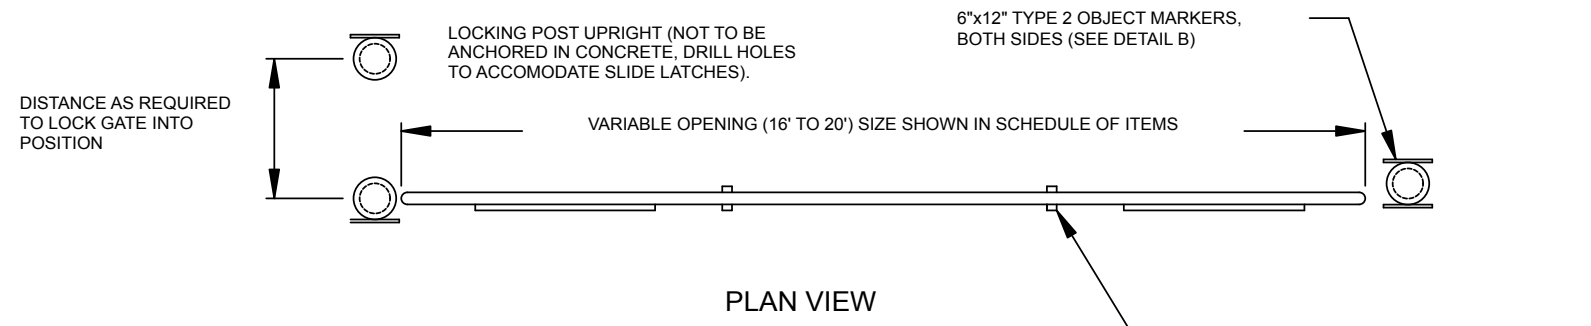 LOCKING POST UPRIGHT (NOT TO BE
ANCHORED IN CONCRETE, DRILL HOLES
TO ACCOMODATE SLIDE LATCHES).
6"x12" TYPE 2 OBJECT MARKERS,
BOTH SIDES (SEE DETAIL B)
DISTANCE AS REQUIRED
TO LOCK GATE INTO
POSITION
VARIABLE OPENING (16' TO 20') SIZE SHOWN IN SCHEDULE OF ITEMS
PLAN VIEW